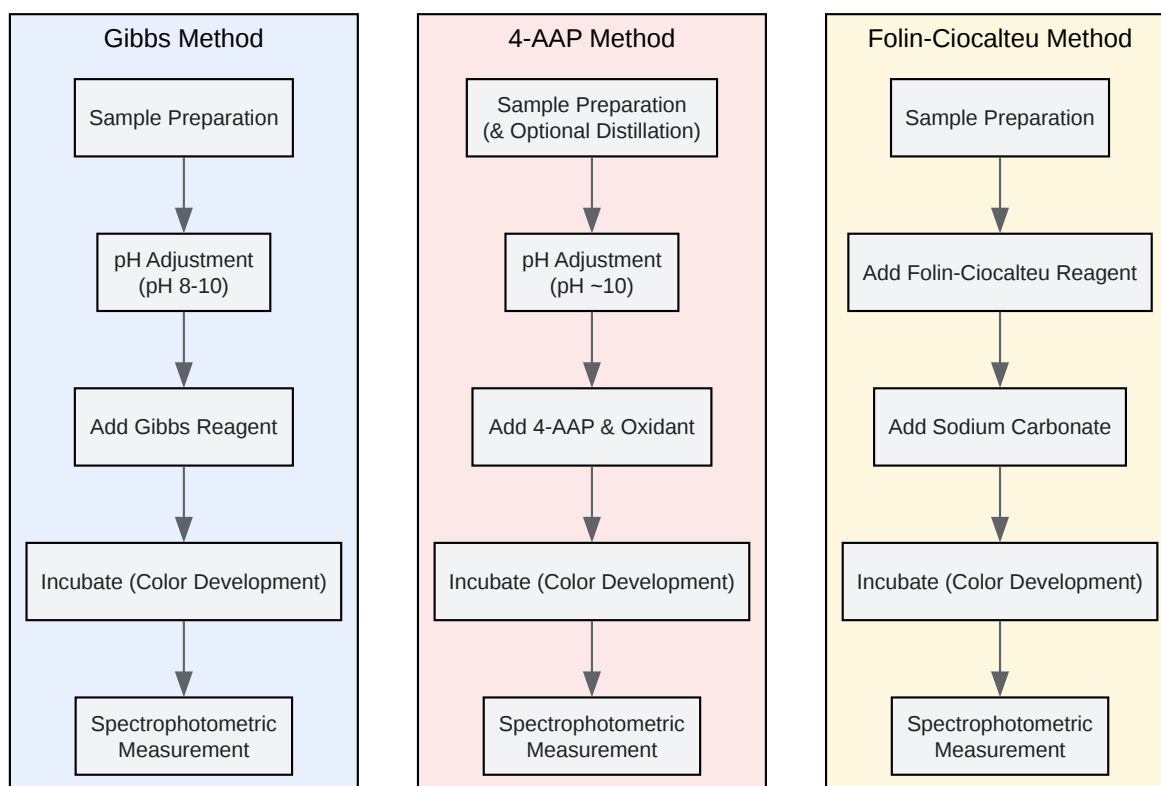 Gibbs Method
Sample Preparation
pH Adjustment
(pH 8-10)
Add Gibbs Reagent
Incubate (Color Development)
Spectrophotometric
Measurement
4-AAP Method
Sample Preparation
(& Optional Distillation)
pH Adjustment
(pH ~10)
Add 4-AAP & Oxidant
Incubate (Color Development)
Spectrophotometric
Measurement
Folin-Ciocalteu Method
Sample Preparation
Add Folin-Ciocalteu Reagent
Add Sodium Carbonate
Incubate (Color Development)
Spectrophotometric
Measurement